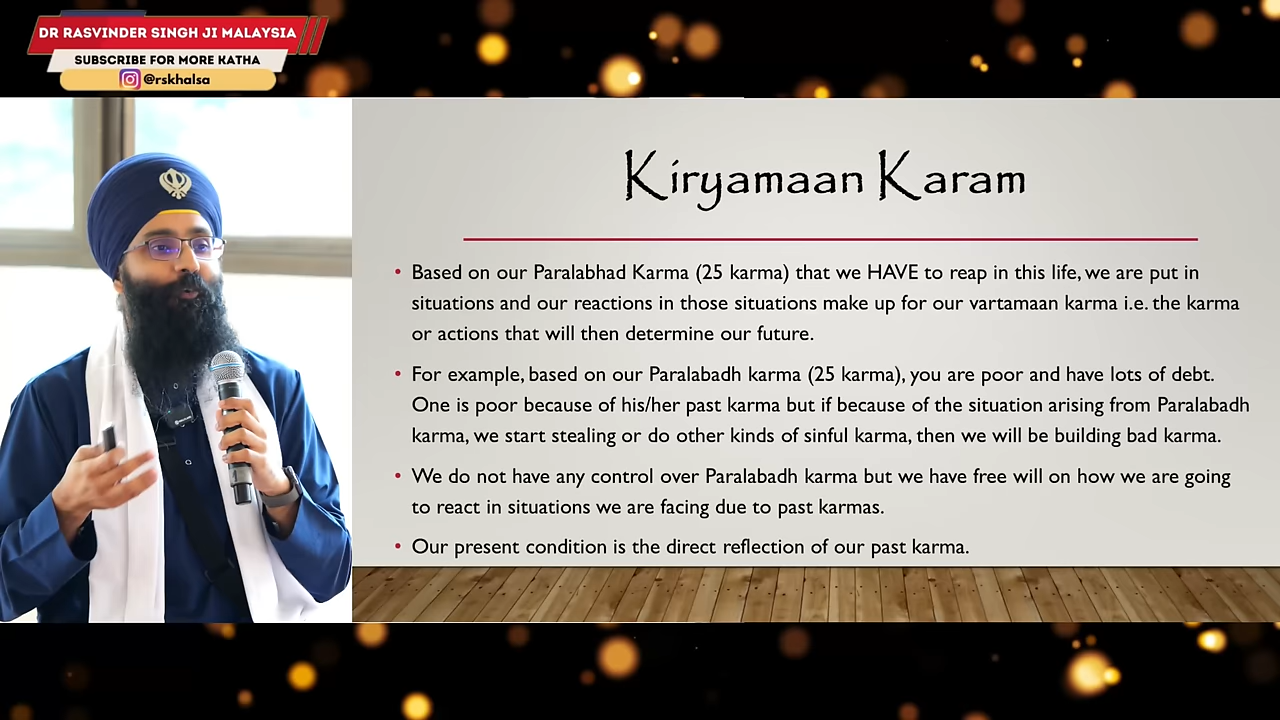 DR RASVINDER SINGH JI MALAYSIA
SUBSCRIBE FOR MORE KATHA
@rskhalsa
Kiryamaan Karam
• Based on our Paralabhad Karma (25 karma) that we HAVE to reap in this life, we are put in
situations and our reactions in those situations make up for our vartamaan karma i.e. the karma
or actions that will then determine our future.
• For example, based on our Paralabadh karma (25 karma), you are poor and have lots of debt.
One is poor because of his/her past karma but if because of the situation arising from Paralabadh
karma, we start stealing or do other kinds of sinful karma, then we will be building bad karma.
• We do not have any control over Paralabadh karma but we have free will on how we are going
to react in situations we are facing due to past karmas.
• Our present condition is the direct reflection of our past karma.